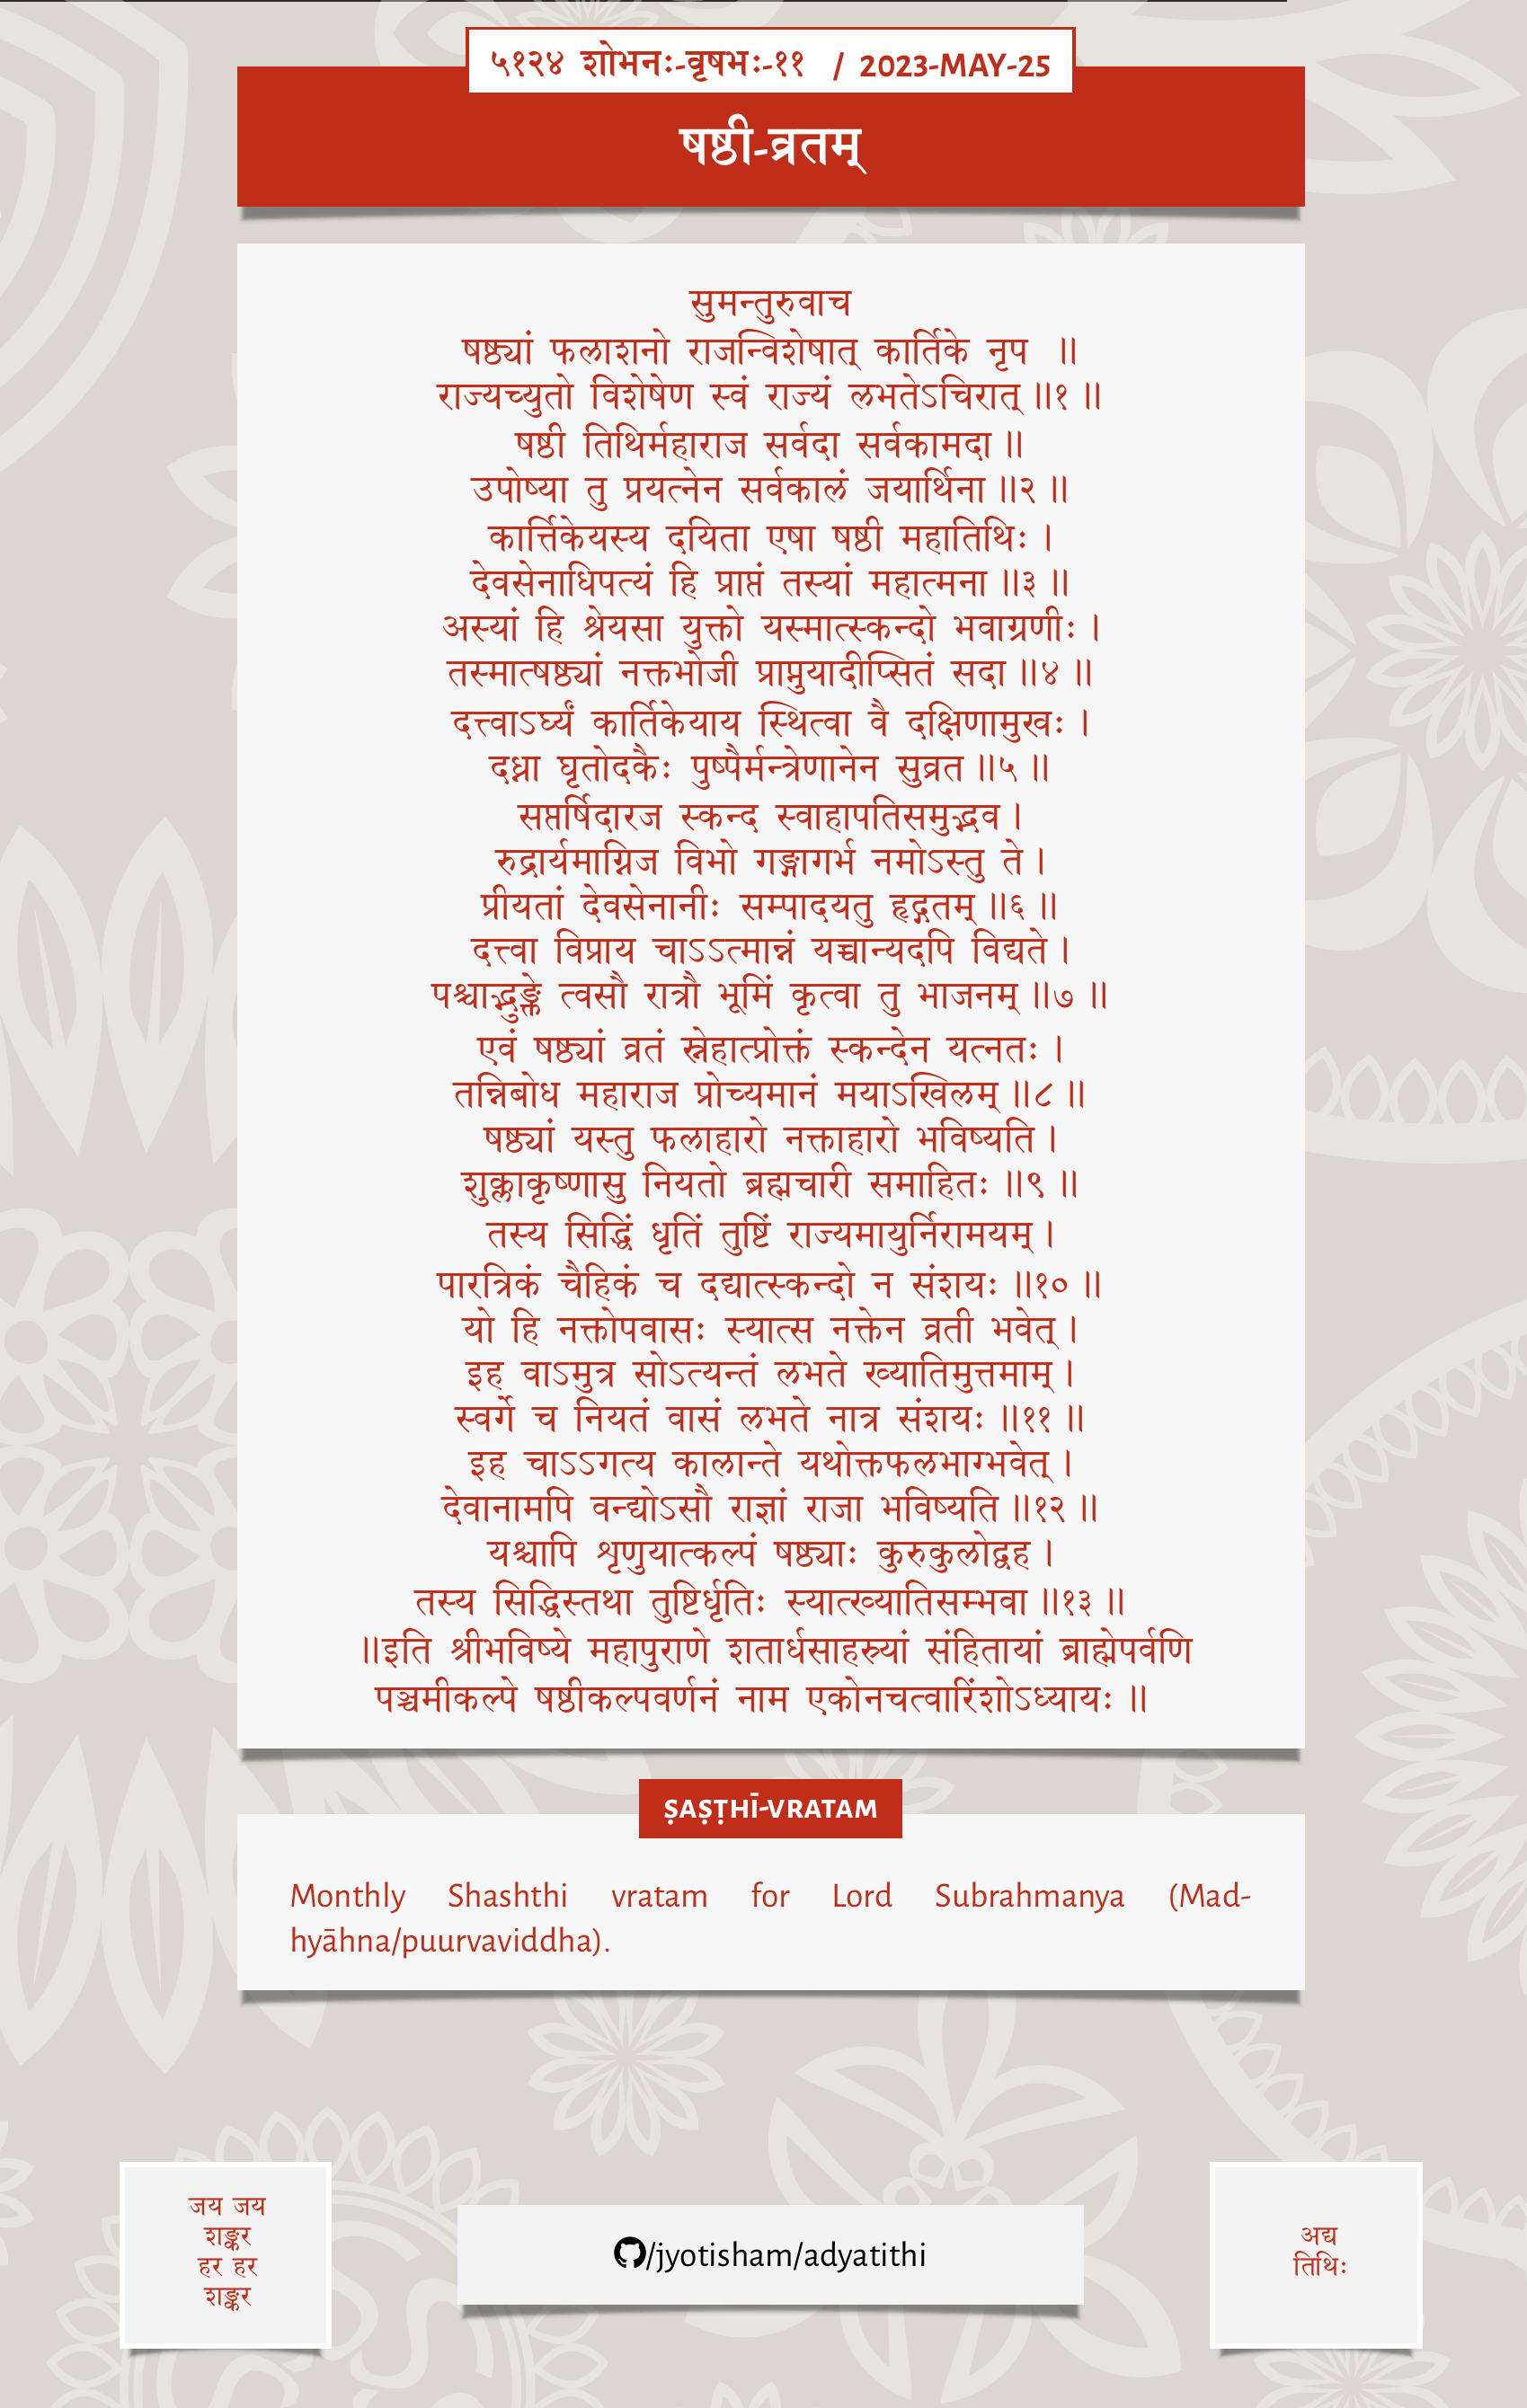 ५१२४ शोभनः-वृषभः-११ / 2023-MAY-25
षष्ठी-व्रतम्
सुमन्तुरुवाच
षष्ठ्यां फलाशनो राजन्विशेषात् कार्तिके नृप ॥
राज्यच्युतो विशेषेण स्वं राज्यं लभतेऽचिरात् ॥१॥
षष्ठी तिथिर्महाराज सर्वदा सर्वकामदा ॥
उपोष्या तु प्रयत्नेन सर्वकालं जयार्थिना ॥२॥
कार्त्तिकेयस्य दयिता एषा षष्ठी महातिथिः ।
देवसेनाधिपत्यं हि प्राप्तं तस्यां महात्मना ॥३॥
अस्यां हि श्रेयसा युक्तो यस्मात्स्कन्दो भवाग्रणीः ।
तस्मात्षष्ठ्यां नक्तभोजी प्राप्नुयादीप्सितं सदा ॥४॥
दत्त्वाऽर्घ्यं कार्तिकेयाय स्थित्वा वै दक्षिणामुखः ।
दध्ना घृतोदकैः पुष्पैर्मन्त्रेणानेन सुव्रत ॥५॥
सप्तर्षिदारज स्कन्द स्वाहापतिसमुद्भव ।
रुद्रार्यमाग्निज विभो गङ्गागर्भ नमोऽस्तु ते ।
प्रीयतां देवसेनानीः सम्पादयतु हृद्गतम् ॥६॥
दत्त्वा विप्राय चाऽऽत्मान्नं यच्चान्यदपि विद्यते ।
पश्चाद्भुङ्क्ते त्वसौ रात्रौ भूमिं कृत्वा तु भाजनम् ॥७॥
एवं षष्ठ्यां व्रतं स्नेहात्प्रोक्तं स्कन्देन यत्नतः ।
तन्निबोध महाराज प्रोच्यमानं मयाऽखिलम् ॥८॥
षष्ठ्यां यस्तु फलाहारो नक्ताहारो भविष्यति ।
शुक्लाकृष्णासु नियतो ब्रह्मचारी समाहितः ॥९॥
तस्य सिद्धिं धृतिं तुष्टिं राज्यमायुर्निरामयम् ।
पारत्रिकं चैहिकं च दद्यात्स्कन्दो न संशयः ॥१०॥
यो हि नक्तोपवासः स्यात्स नक्तेन व्रती भवेत् ।
इह वाऽमुत्र सोऽत्यन्तं लभते ख्यातिमुत्तमाम् ।
स्वर्गे च नियतं वासं लभते नात्र संशयः ॥११॥
इह चाऽऽगत्य कालान्ते यथोक्तफलभाग्भवेत् ।
देवानामपि वन्द्योऽसौ राज्ञां राजा भविष्यति ॥१२॥
यश्चापि शृणुयात्कल्पं षष्ठ्याः कुरुकुलोद्वह ।
तस्य सिद्धिस्तथा तुष्टिर्धृतिः स्यात्ख्यातिसम्भवा ॥१३॥
॥इति श्रीभविष्ये महापुराणे शतार्धसाहस्र्यां संहितायां ब्राह्मेपर्वणि
पञ्चमीकल्पे षष्ठीकल्पवर्णनं नाम एकोनचत्वारिंशोऽध्यायः ॥
ṢAṢṬHĪ-VRATAM
Monthly Shashthi vratam for Lord Subrahmanya (Mad-
hyāhna/puurvaviddha).
जय जय
शङ्कर
हर हर
शङ्कर
/jyotisham/adyatithi
अद्य
तिथिः